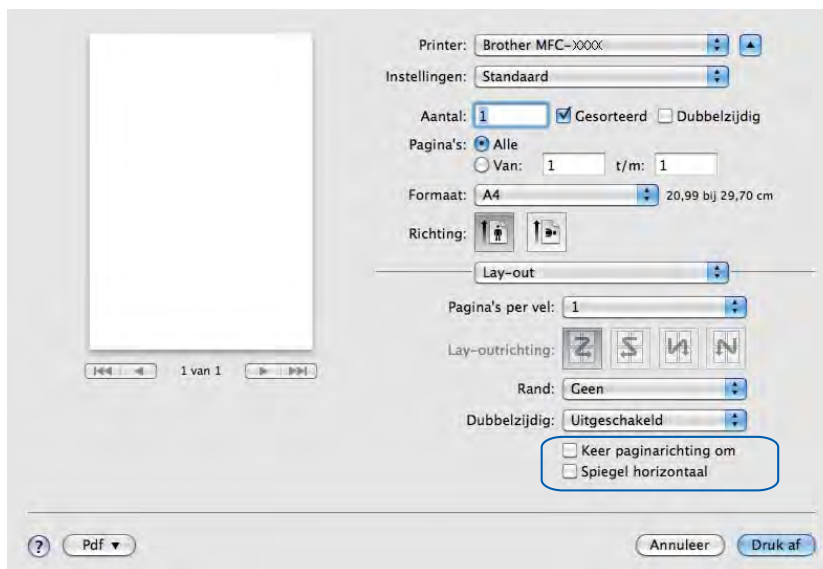 Printer: Brother MFC-XXXX
Instellingen: Standaard
Aantal: 1 Gesorteerd Dubbelzijdig
Pagina's: Alle
Van: 1 t/m: 1
Formaat: A4 20,99 bij 29,70 cm
Richting:
Lay-out
Pagina's per vel: 1
Lay-outrichting:
Rand: Geen
Dubbelzijdig: Uitgeschakeld
Keer paginarichting om
Spiegel horizontaal
1 van 1
? Pdf Annuleer Druk af